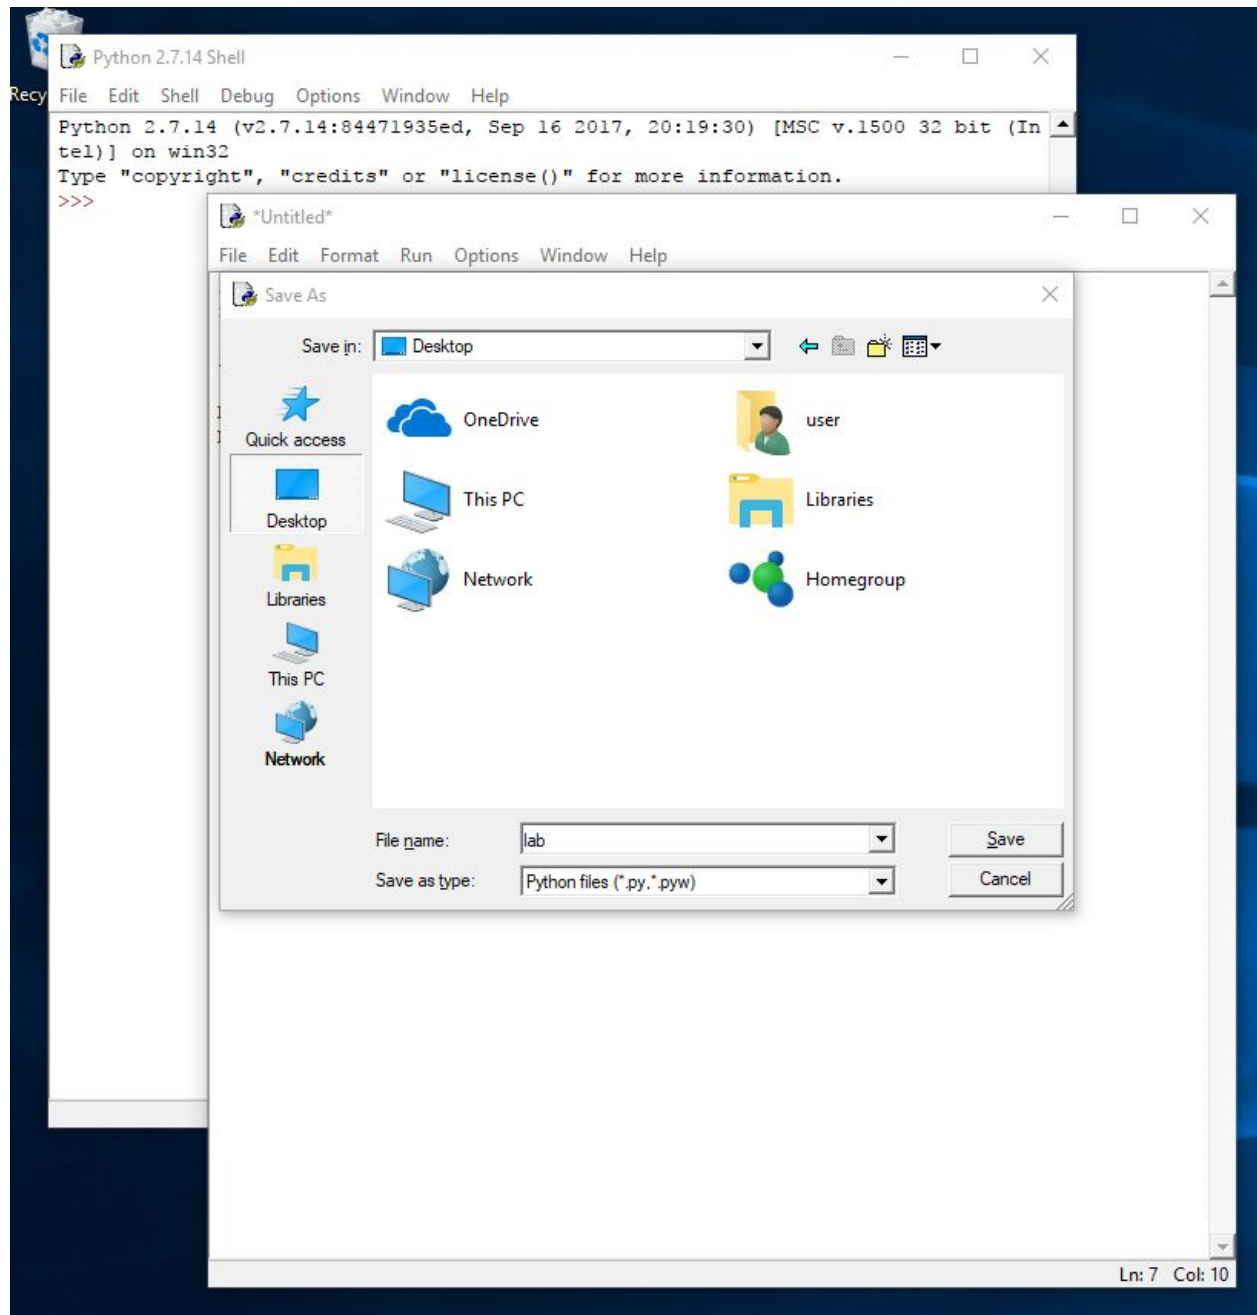 Recy
Python 2.7.14 Shell
File Edit Shell Debug Options Window Help
Python 2.7.14 (v2.7.14:84471935ed, Sep 16 2017, 20:19:30) [MSC v.1500 32 bit (In
tel)] on win32
Type "copyright", "credits" or "license()" for more information.
>>>
*Untitled*
File Edit Format Run Options Window Help
Save As
Save in: Desktop
Quick access
Desktop
Libraries
This PC
Network
OneDrive
user
This PC
Libraries
Network
Homegroup
File name: lab
Save
Save as type: Python files (*.py,*.pyw)
Cancel
Ln: 7 Col: 10